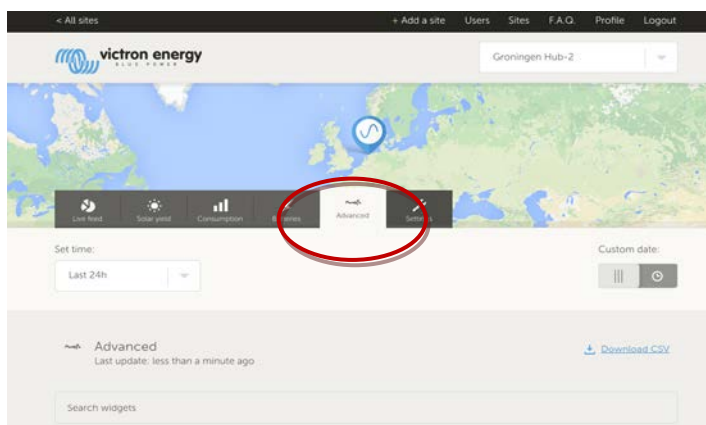 < All sites + Add a site Users Sites F.A.Q. Profile Logout
victron energy
BLUE POWER
Groningen Hub-2
Live feed Solar yield Consumption Advanced Settings
Set time: Custom date:
Last 24h
Advanced
Last update: less than a minute ago
Download CSV
Search widgets